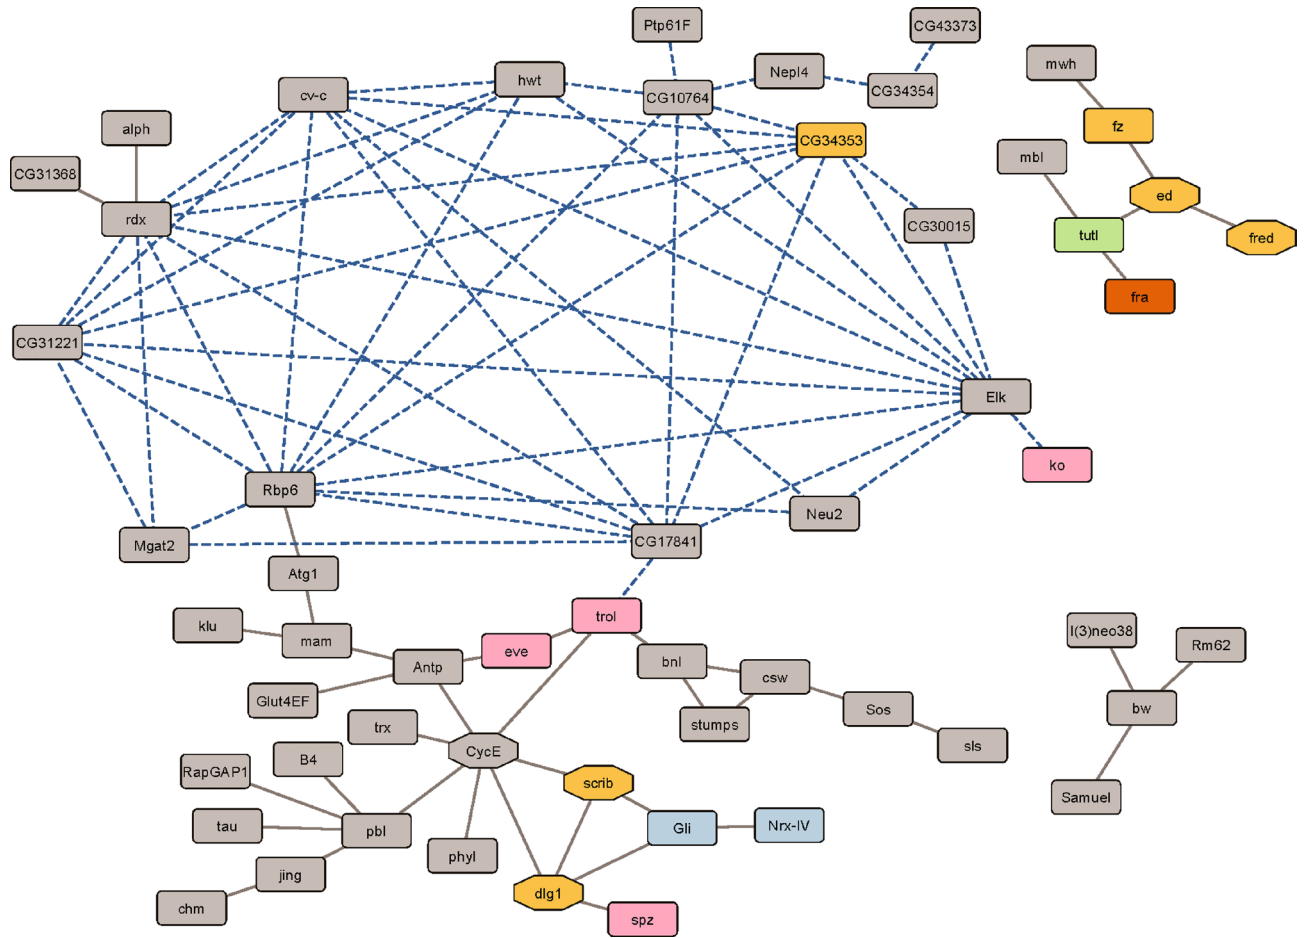 Ptp61F
CG43373
mwh
hwt
Nepl4
cv-c
CG10764
CG34354
alph
fz
CG34353
mbl
CG31368
ed
rdx
CG30015
tutl
fred
fra
CG31221
Elk
ko
Rbp6
Neu2
Mgat2
CG17841
Atg1
trol
klu
mam
l(3)neo38
Rm62
eve
bnl
Antp
csw
Glut4EF
stumps
Sos
bw
trx
sls
CycE
B4
RapGAP1
scrib
Samuel
tau
pbl
Gli
Nrx-IV
phyl
jing
dlg1
chm
spz